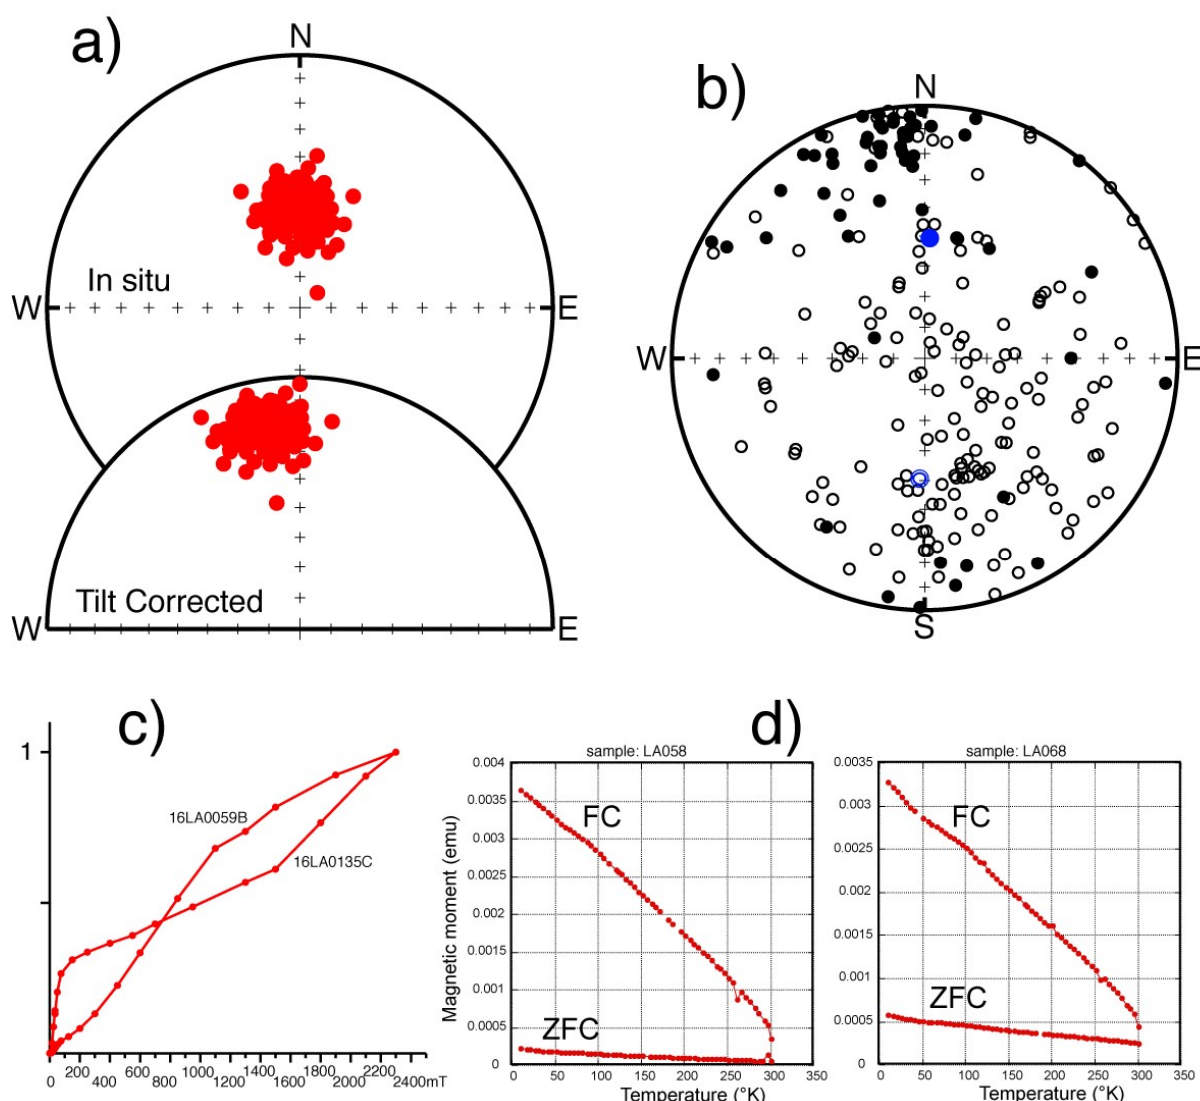 a)
N
In situ
W
E
Tilt Corrected
W
E
b)
N
W
E
S
c)
1
16LA0059B
16LA0135C
0
400
800
1200
1600
2000
2400mT
200
600
1000
1400
1800
2200
d)
sample: LA058
0.004
0.0035
0.003
0.0025
0.002
0.0015
0.001
0.0005
0
Magnetic moment (emu)
FC
ZFC
0 50 100 150 200 250 300 350
Temperature (°K)
sample: LA068
0.0035
0.003
0.0025
0.002
0.0015
0.001
0.0005
0
FC
ZFC
0 50 100 150 200 250 300 350
Temperature (°K)